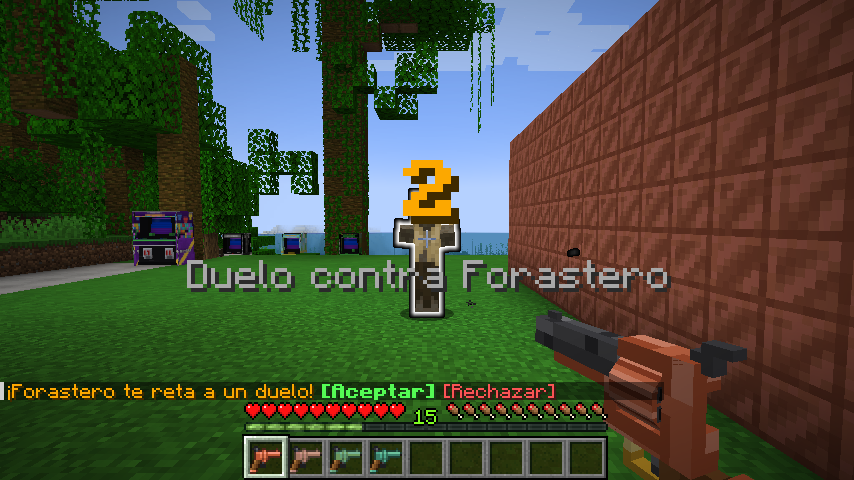 2
Duelo contra Forastero
¡Forastero te reta a un duelo! [Aceptar] [Rechazar]
15